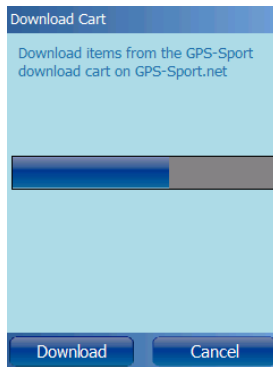 Download Cart
Download items from the GPS-Sport
download cart on GPS-Sport.net
Download
Cancel